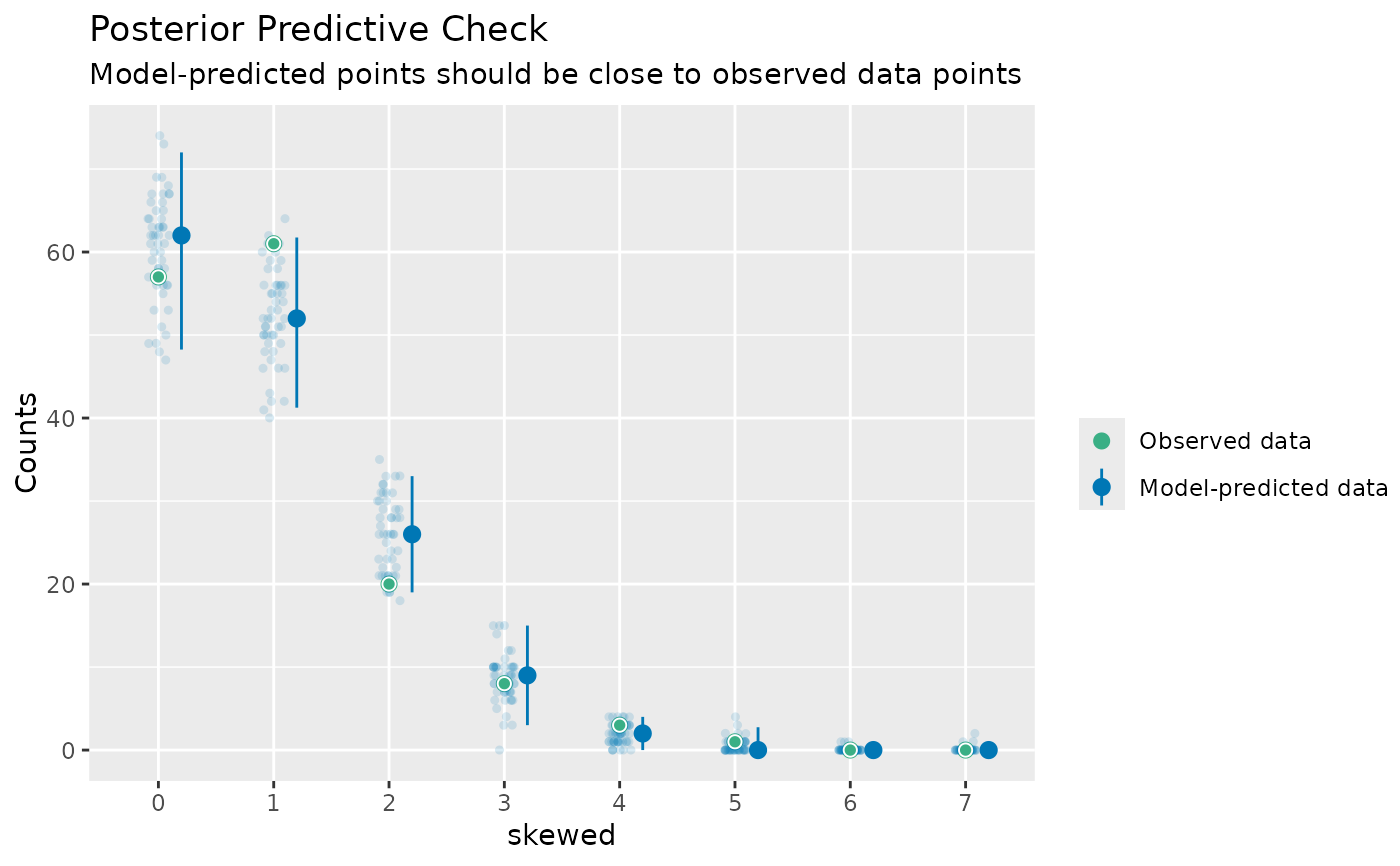 Posterior Predictive Check
Model-predicted points should be close to observed data points
Counts
60
40
20
0
0 1 2 3 4 5 6 7
skewed
Observed data
Model-predicted data